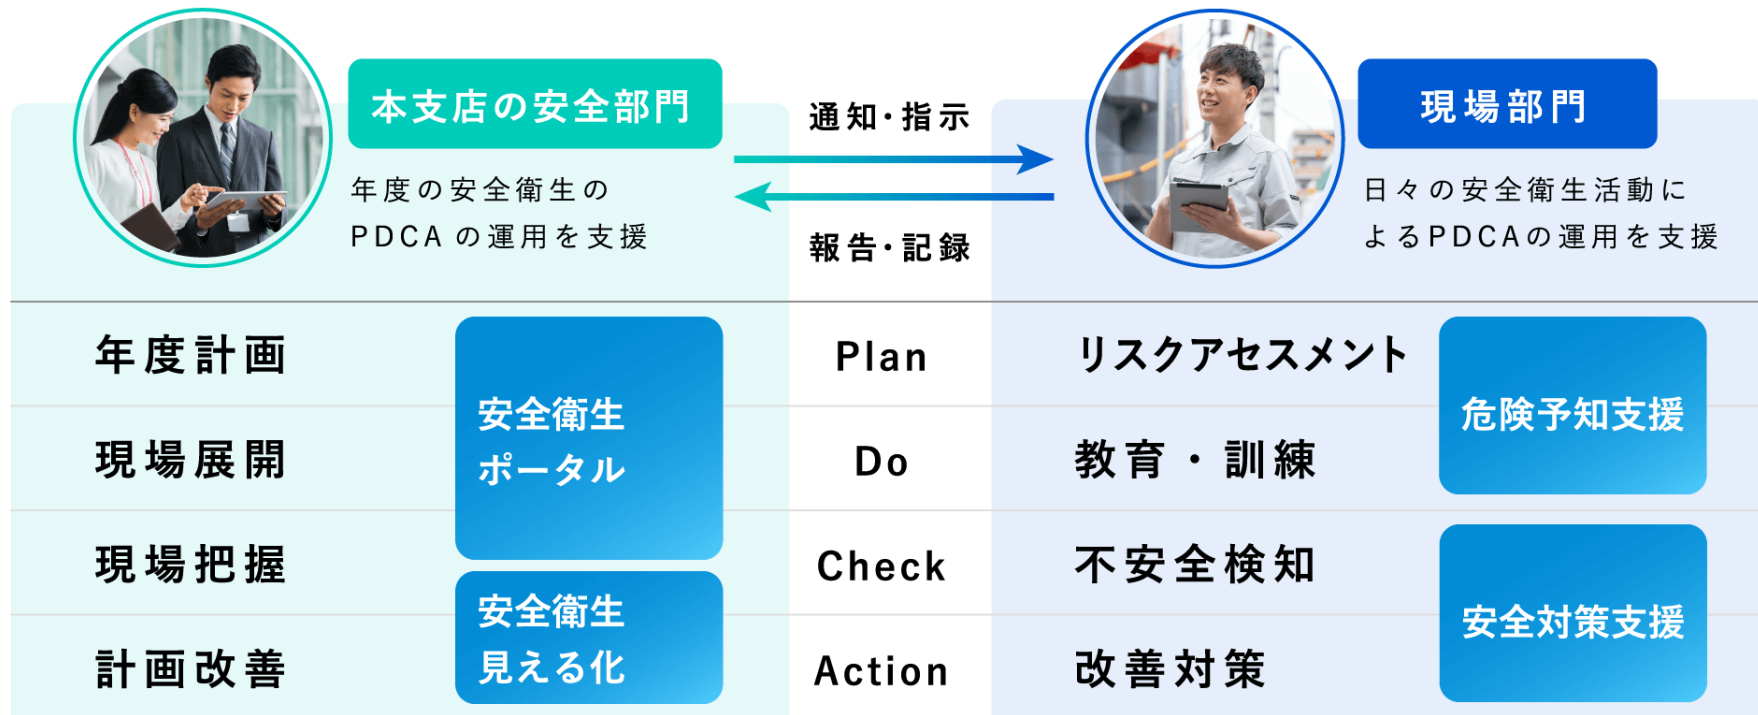 本支店の安全部門
年度の安全衛生の
PDCA の運用を支援
通知・指示
報告・記録
現場部門
日々の安全衛生活動に
よるPDCAの運用を支援
年度計画
Plan
リスクアセスメント
現場展開
Do
教育・訓練
現場把握
Check
不安全検知
計画改善
Action
改善対策
安全衛生
ポータル
安全衛生
見える化
危険予知支援
安全対策支援